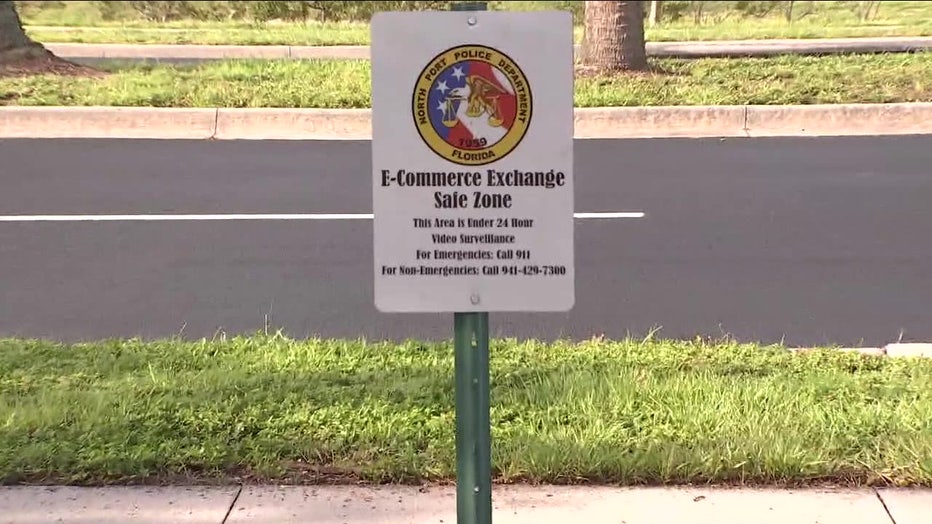 NORTH PORT POLICE DEPARTMENT
1959
FLORIDA
E-Commerce Exchange
Safe Zone
This Area is Under 24 Hour
Video Surveillance
For Emergencies: Call 911
For Non-Emergencies: Call 941-429-7300